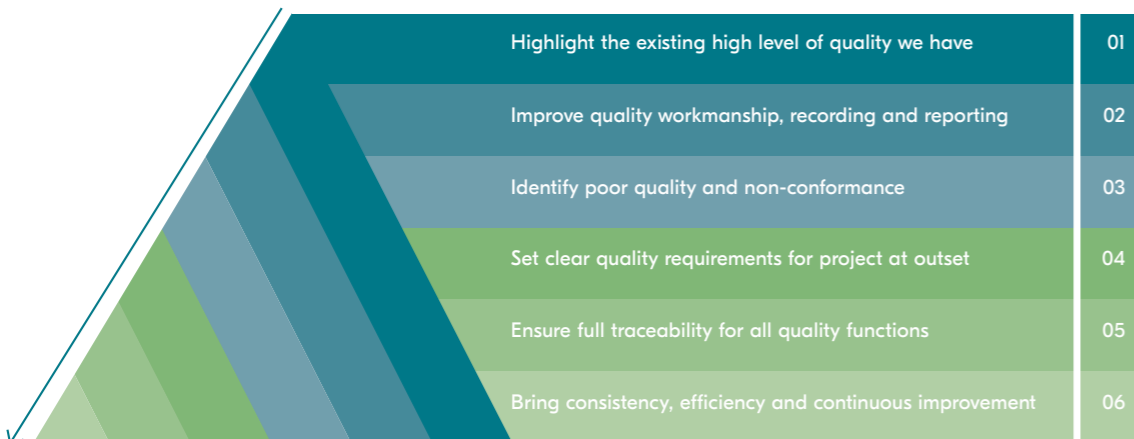 Highlight the existing high level of quality we have 01
Improve quality workmanship, recording and reporting 02
Identify poor quality and non-conformance 03
Set clear quality requirements for project at outset 04
Ensure full traceability for all quality functions 05
Bring consistency, efficiency and continuous improvement 06